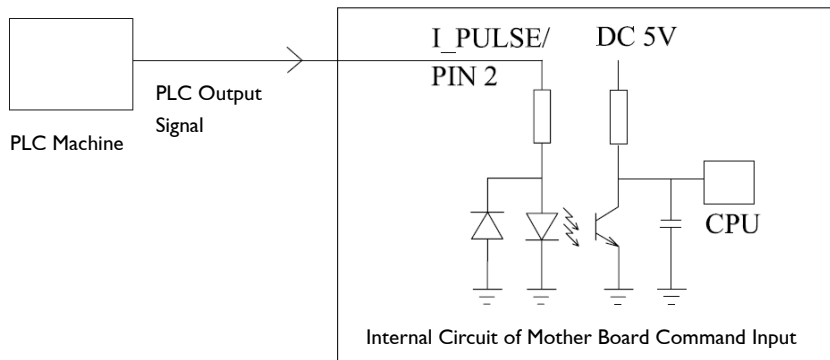 I_PULSE/
PIN 2
DC 5V
PLC Output
Signal
PLC Machine
CPU
Internal Circuit of Mother Board Command Input